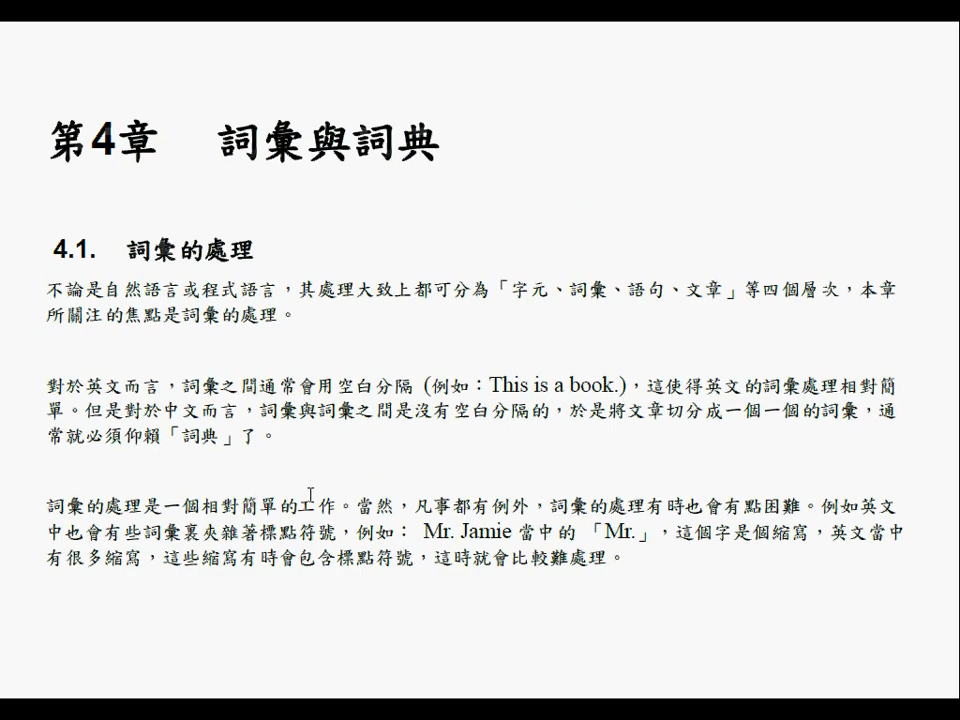 第4章 詞彙與詞典
4.1. 詞彙的處理
不論是自然語言或程式語言，其處理大致上都可分為「字元、詞彙、語句、文章」等四個層次，本章
所關注的焦點是詞彙的處理。
對於英文而言，詞彙之間通常會用空白分隔 (例如：This is a book.)，這使得英文的詞彙處理相對簡
單。但是對於中文而言，詞彙與詞彙之間是沒有空白分隔的，於是將文章切分成一個一個的詞彙，通
常就必須仰賴「詞典」了。
詞彙的處理是一個相對簡單的工作。當然，凡事都有例外，詞彙的處理有時也會有點困難。例如英文
中也會有些詞彙裏夾雜著標點符號，例如： Mr. Jamie 當中的 「Mr.」，這個字是個縮寫，英文當中
有很多縮寫，這些縮寫有時會包含標點符號，這時就會比較難處理。